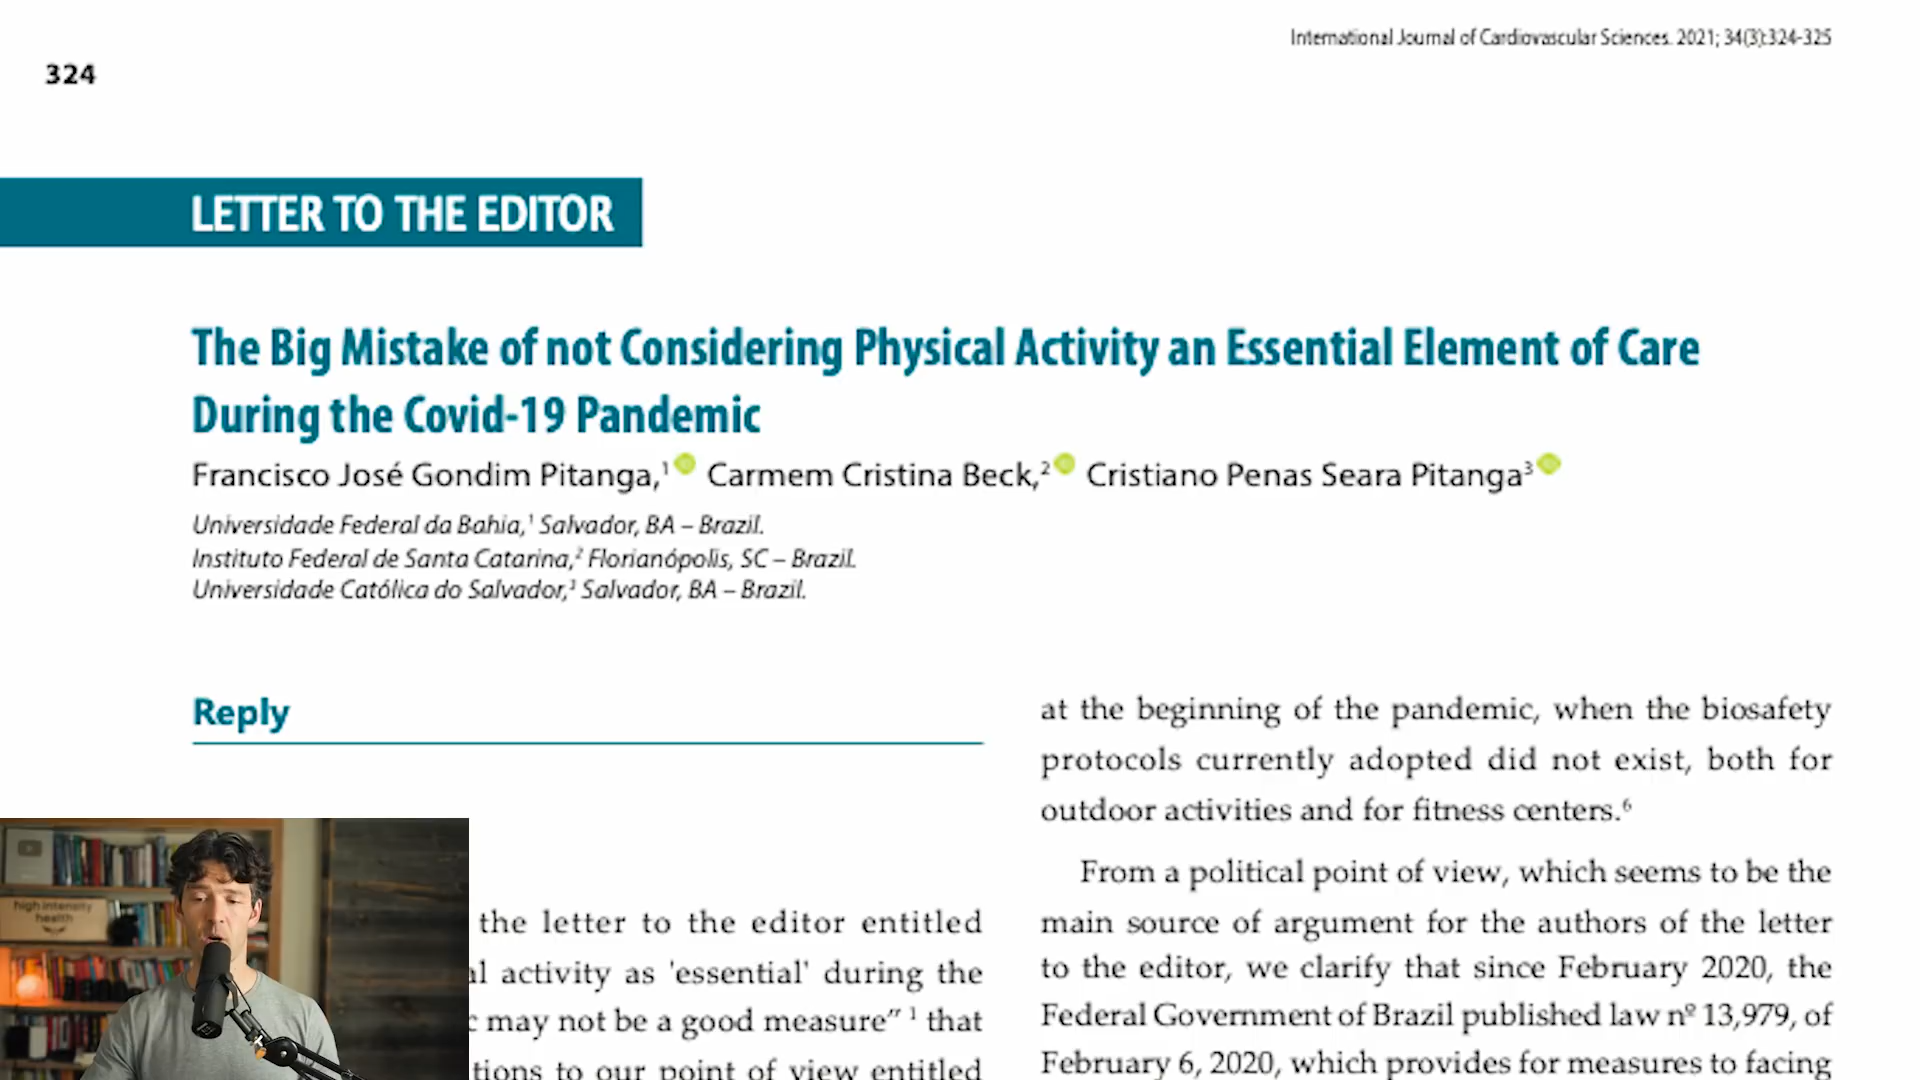 International Journal of Cardiovascular Sciences. 2021; 34(3):324-325
324
LETTER TO THE EDITOR
The Big Mistake of not Considering Physical Activity an Essential Element of Care
During the Covid-19 Pandemic
Francisco José Gondim Pitanga,¹ Carmem Cristina Beck,² Cristiano Penas Seara Pitanga³
Universidade Federal da Bahia,¹ Salvador, BA – Brazil.
Instituto Federal de Santa Catarina,² Florianópolis, SC – Brazil.
Universidade Católica do Salvador,³ Salvador, BA – Brazil.
Reply
the letter to the editor entitled
activity as 'essential' during the
may not be a good measure” ¹ that
tions to our point of view entitled
at the beginning of the pandemic, when the biosafety
protocols currently adopted did not exist, both for
outdoor activities and for fitness centers.⁶
From a political point of view, which seems to be the
main source of argument for the authors of the letter
to the editor, we clarify that since February 2020, the
Federal Government of Brazil published law nº 13,979, of
February 6, 2020, which provides for measures to facing
high intensity
health